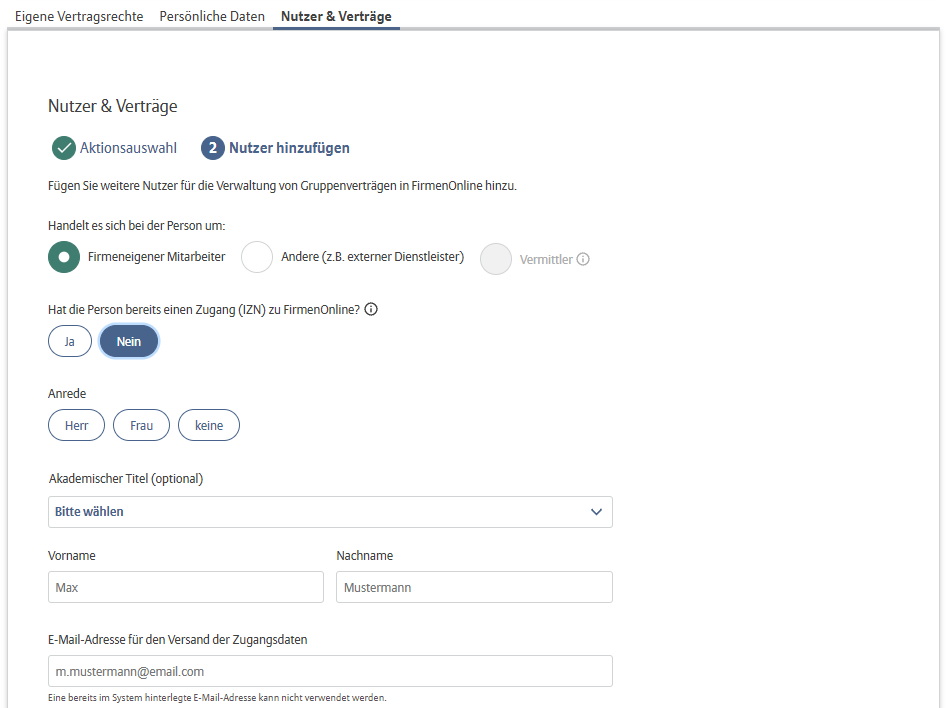 Eigene Vertragsrechte Persönliche Daten Nutzer & Verträge
Nutzer & Verträge
Aktionsauswahl 2 Nutzer hinzufügen
Fügen Sie weitere Nutzer für die Verwaltung von Gruppenverträgen in FirmenOnline hinzu.
Handelt es sich bei der Person um:
Firmeneigener Mitarbeiter Andere (z.B. externer Dienstleister) Vermittler
Hat die Person bereits einen Zugang (IZN) zu FirmenOnline?
Ja Nein
Anrede
Herr Frau keine
Akademischer Titel (optional)
Bitte wählen
Vorname Nachname
Max Mustermann
E-Mail-Adresse für den Versand der Zugangsdaten
m.mustermann@email.com
Eine bereits im System hinterlegte E-Mail-Adresse kann nicht verwendet werden.